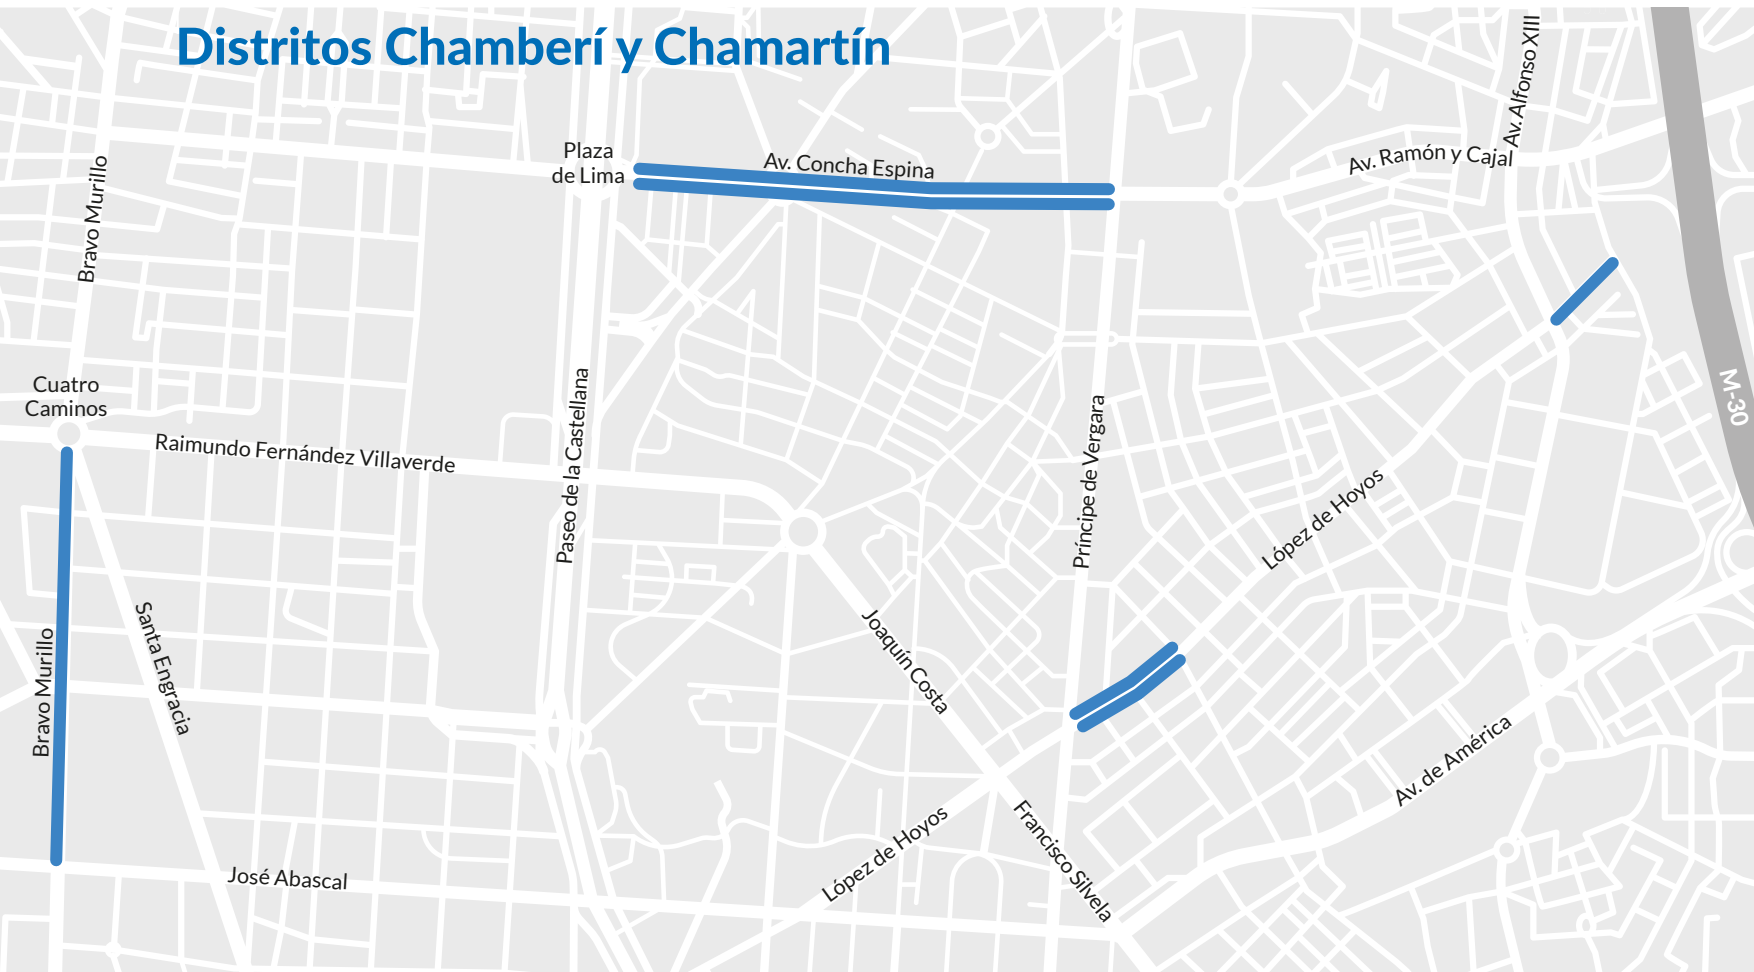 Distritos Chamberí y Chamartín
Av. Alfonso XIII
Plaza
de Lima
Av. Concha Espina
Av. Ramón y Cajal
Bravo Murillo
Cuatro
Caminos
M-30
Raimundo Fernández Villaverde
Paseo de la Castellana
Príncipe de Vergara
López de Hoyos
Santa Engracia
Bravo Murillo
Joaquín Costa
Av. de América
López de Hoyos
Francisco Silvela
José Abascal